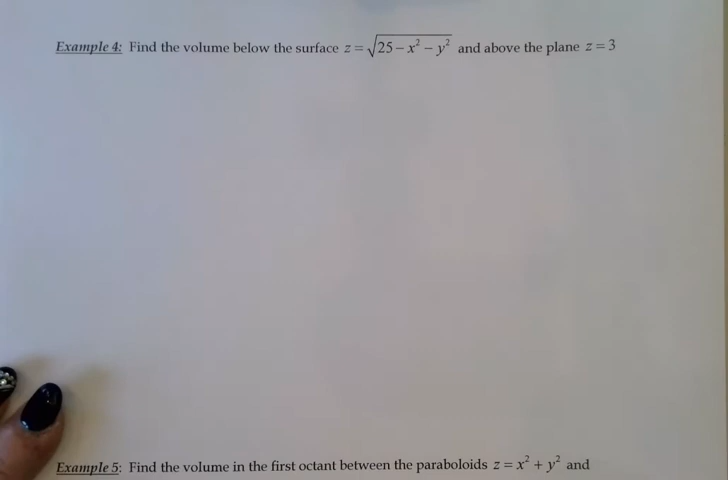 Example 4: Find the volume below the surface z = √(25 − x² − y²) and above the plane z = 3
Example 5: Find the volume in the first octant between the paraboloids z = x² + y² and